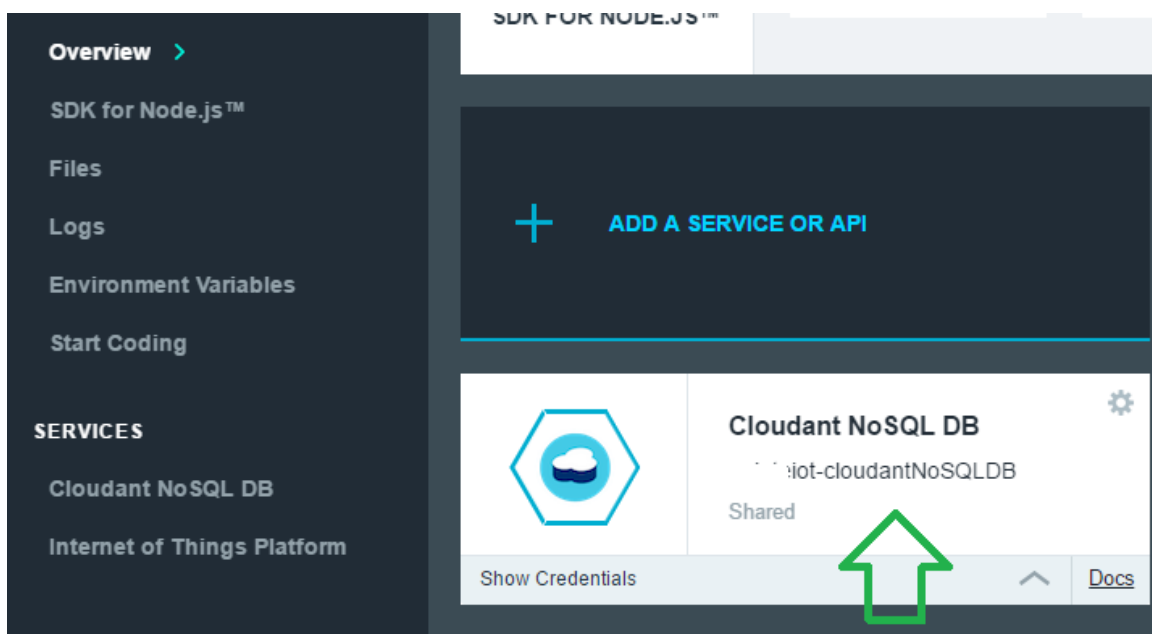 Overview >
SDK for Node.js™
Files
Logs
Environment Variables
Start Coding
SERVICES
Cloudant NoSQL DB
Internet of Things Platform
SDK FOR NODE.JS™
+ ADD A SERVICE OR API
Cloudant NoSQL DB
iot-cloudantNoSQLDB
Shared
Show Credentials
Docs